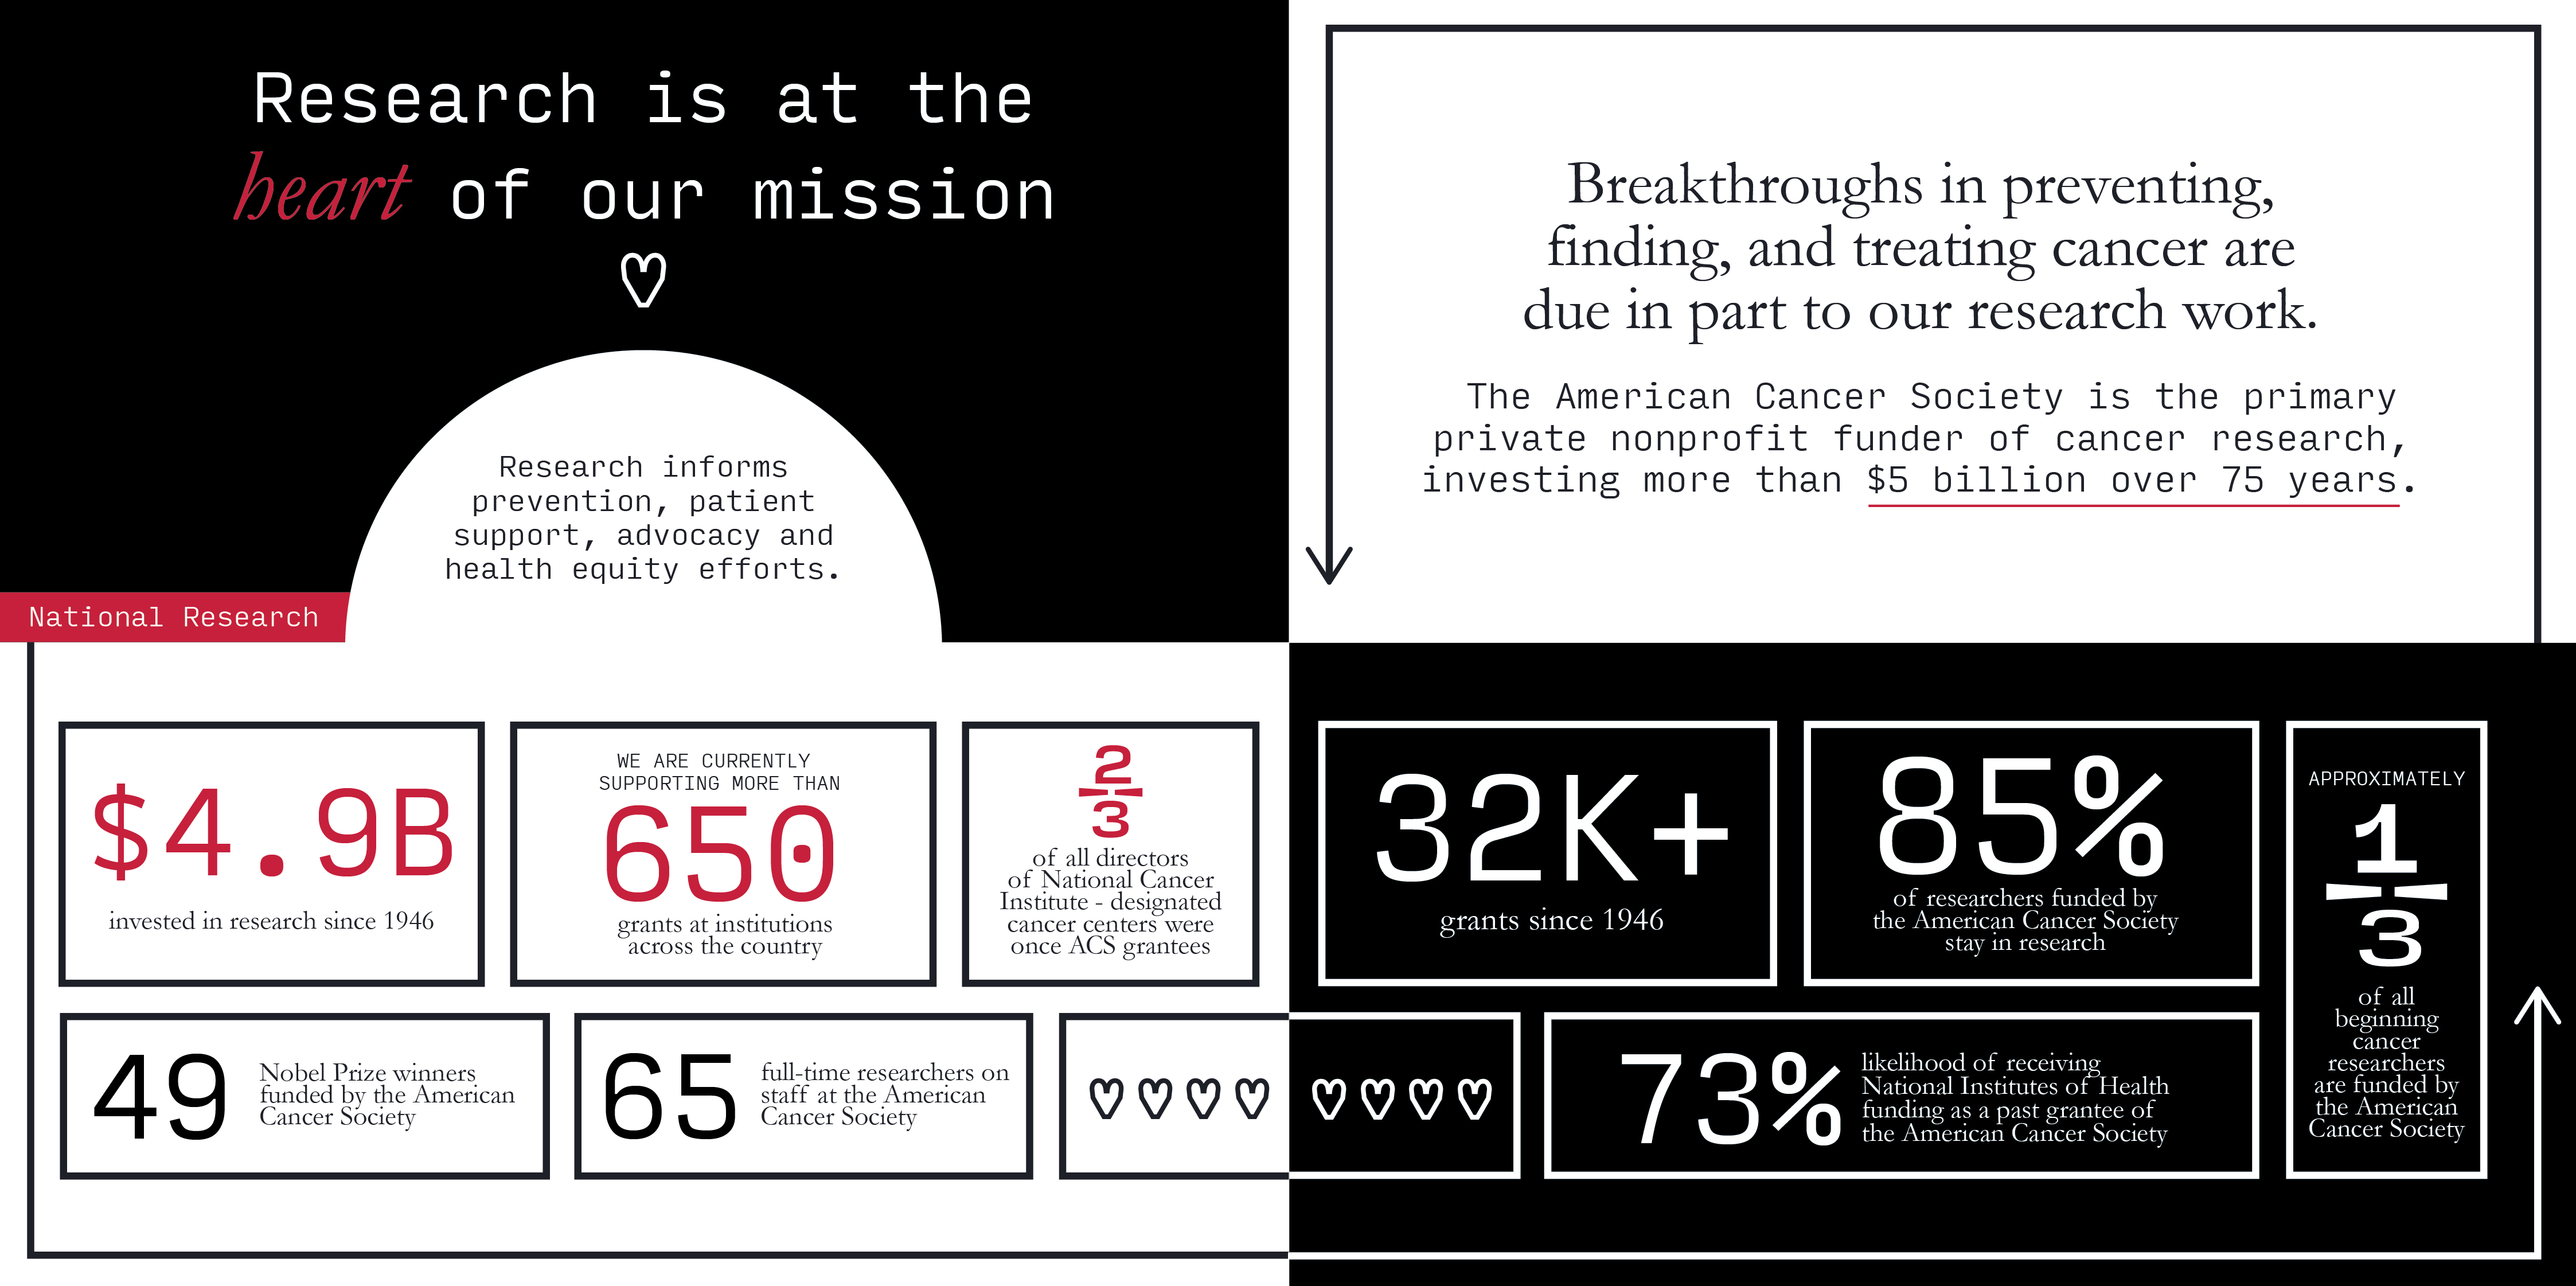 Research is at the
heart of our mission
Research informs
prevention, patient
support, advocacy and
health equity efforts.
National Research
Breakthroughs in preventing,
finding, and treating cancer are
due in part to our research work.
The American Cancer Society is the primary
private nonprofit funder of cancer research,
investing more than $5 billion over 75 years.
$4.9B
invested in research since 1946
WE ARE CURRENTLY
SUPPORTING MORE THAN
650
grants at institutions
across the country
2
3
of all directors
of National Cancer
Institute - designated
cancer centers were
once ACS grantees
49
Nobel Prize winners
funded by the American
Cancer Society
65
full-time researchers on
staff at the American
Cancer Society
32K+
grants since 1946
85%
of researchers funded by
the American Cancer Society
stay in research
73%
likelihood of receiving
National Institutes of Health
funding as a past grantee of
the American Cancer Society
APPROXIMATELY
1
3
of all
beginning
cancer
researchers
are funded by
the American
Cancer Society